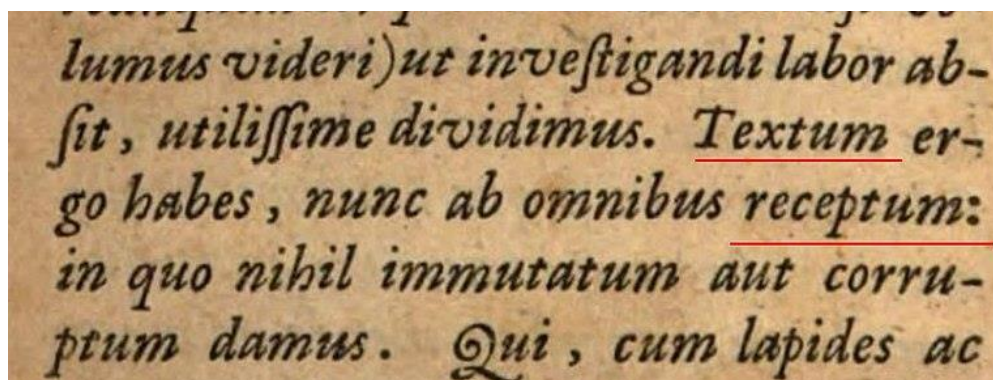 lumus videri)ut inveſtigandi labor ab-
ſit, utiliſſime dividimus. Textum er-
go habes, nunc ab omnibus receptum:
in quo nihil immutatum aut corru-
ptum damus. Qui, cum lapides ac